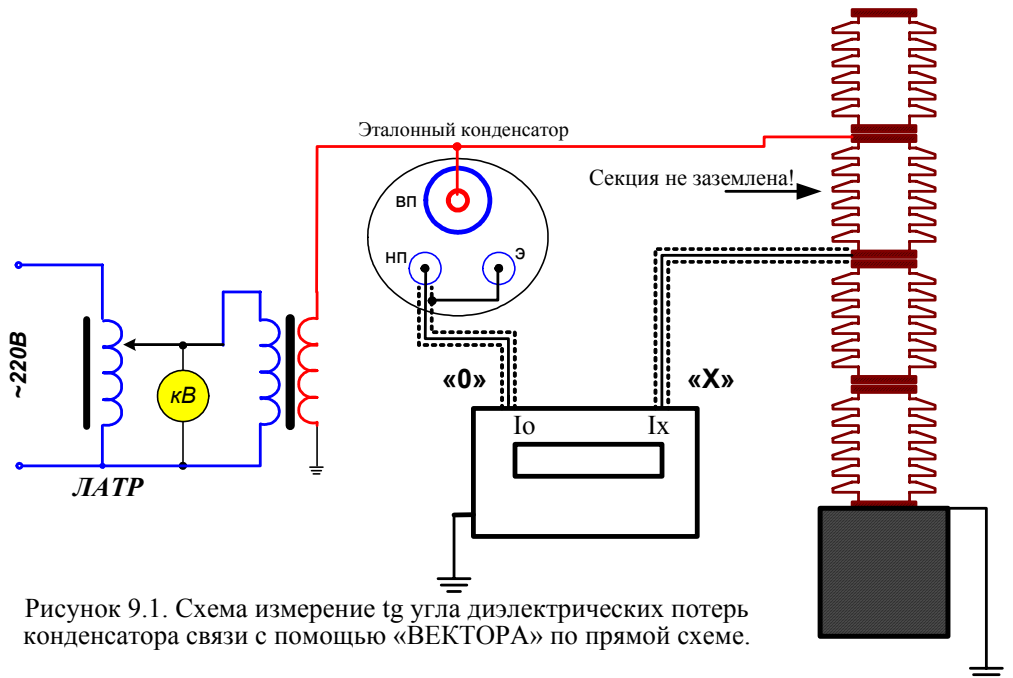 Эталонный конденсатор
Секция не заземлена!
вп
нп
э
~220В
кВ
«0»
«Х»
Io
Ix
ЛАТР
Рисунок 9.1. Схема измерение tg угла диэлектрических потерь
конденсатора связи с помощью «ВЕКТОРА» по прямой схеме.